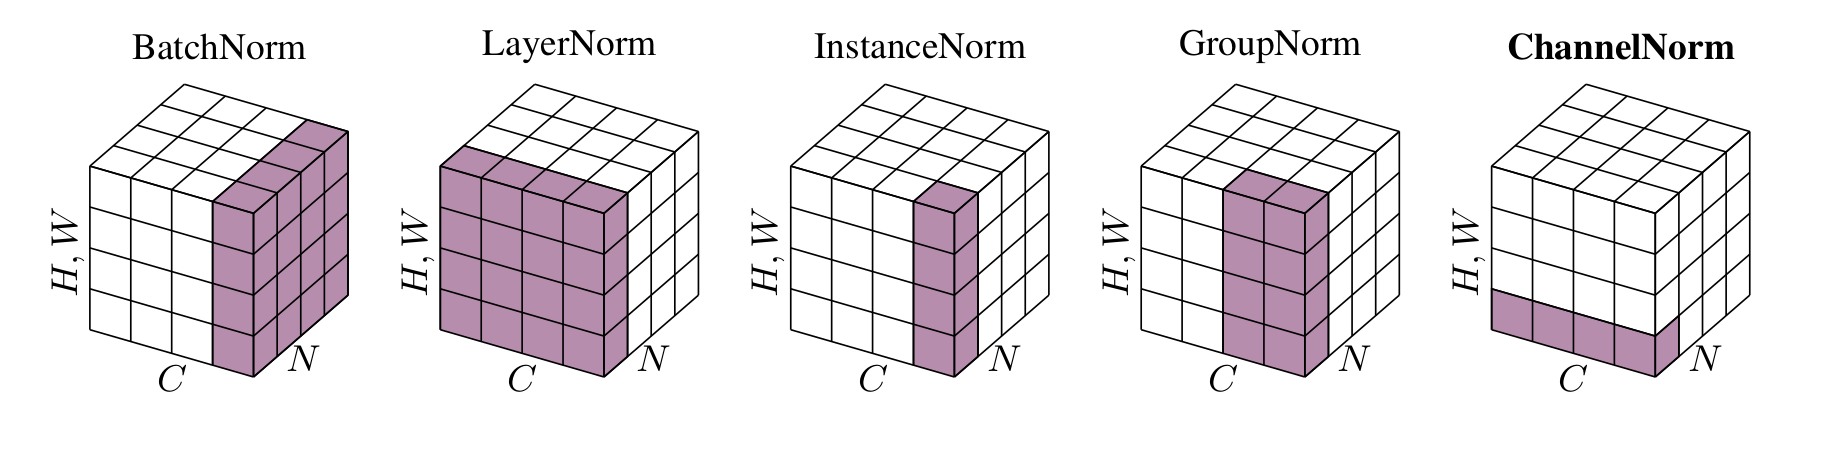 BatchNorm
LayerNorm
InstanceNorm
GroupNorm
ChannelNorm
H, W
C
N
H, W
C
N
H, W
C
N
H, W
C
N
H, W
C
N